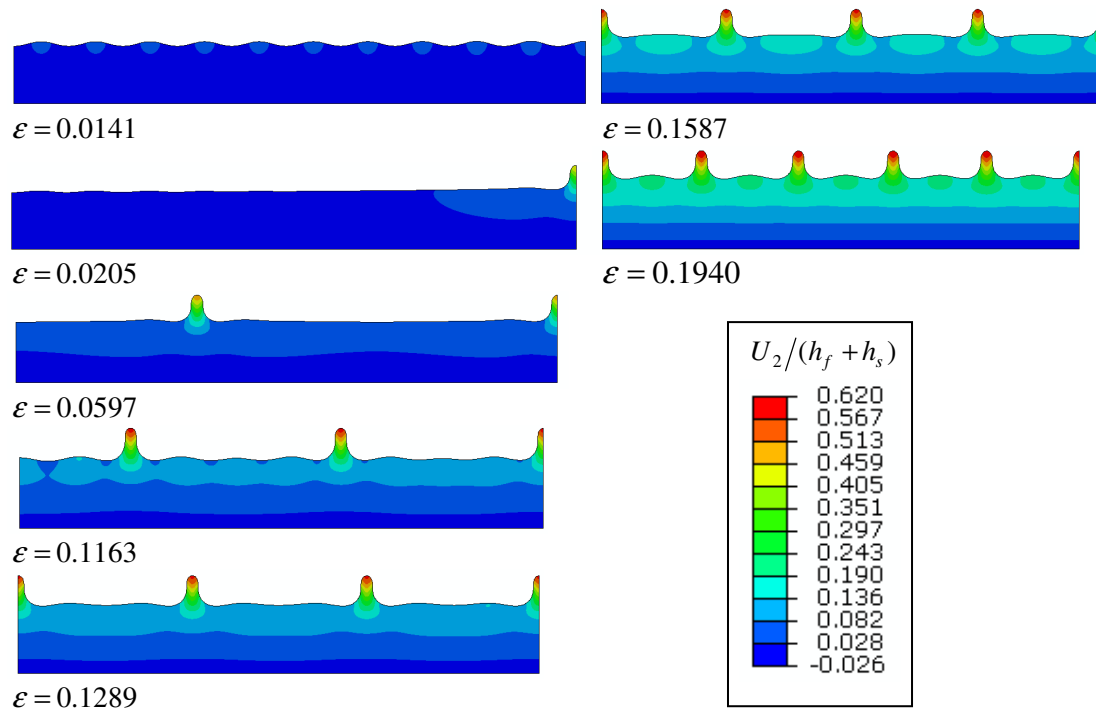 ε = 0.0141
ε = 0.0205
ε = 0.0597
ε = 0.1163
ε = 0.1289
ε = 0.1587
ε = 0.1940
U₂/(h_f + h_s)
0.620
0.567
0.513
0.459
0.405
0.351
0.297
0.243
0.190
0.136
0.082
0.028
-0.026